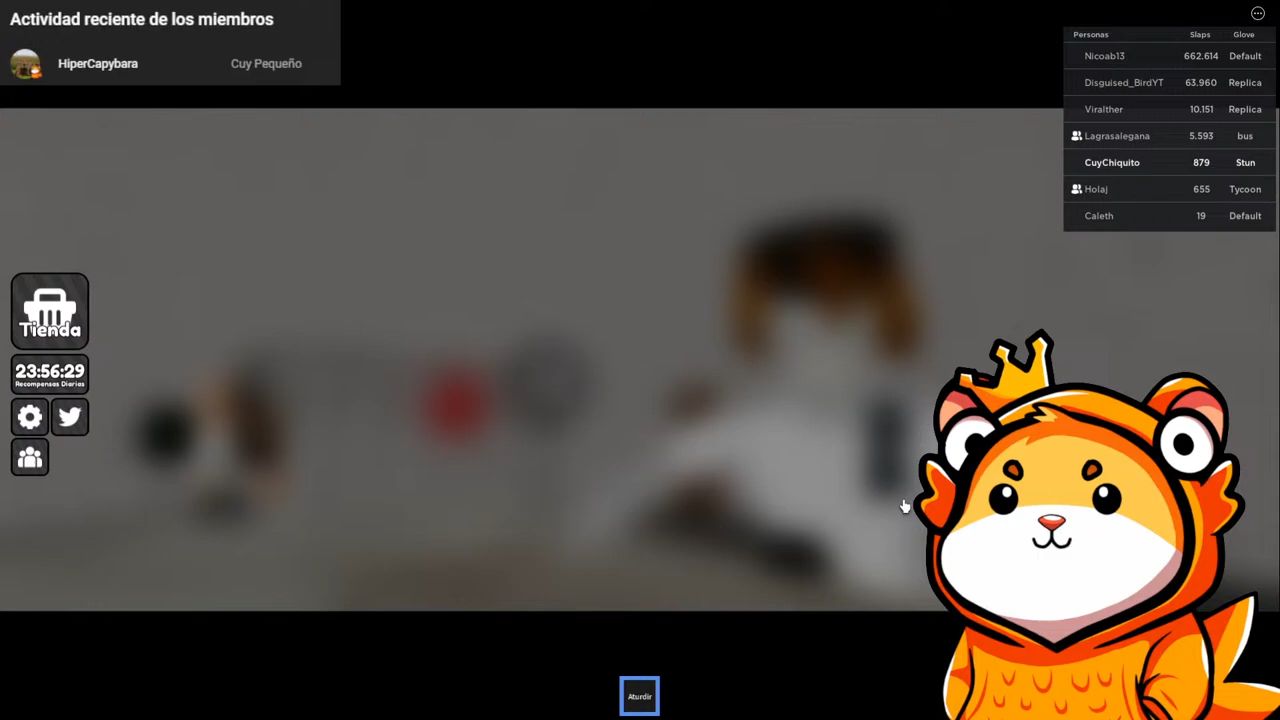 Actividad reciente de los miembros
HiperCapybara Cuy Pequeño
Personas Slaps Glove
Nicoab13 662.614 Default
Disguised_BirdYT 63.960 Replica
Viralther 10.151 Replica
Lagrasalegana 5.593 bus
CuyChiquito 879 Stun
Holaj 655 Tycoon
Caleth 19 Default
Tienda
23:56:29
Recompensas Diarias
Aturdir